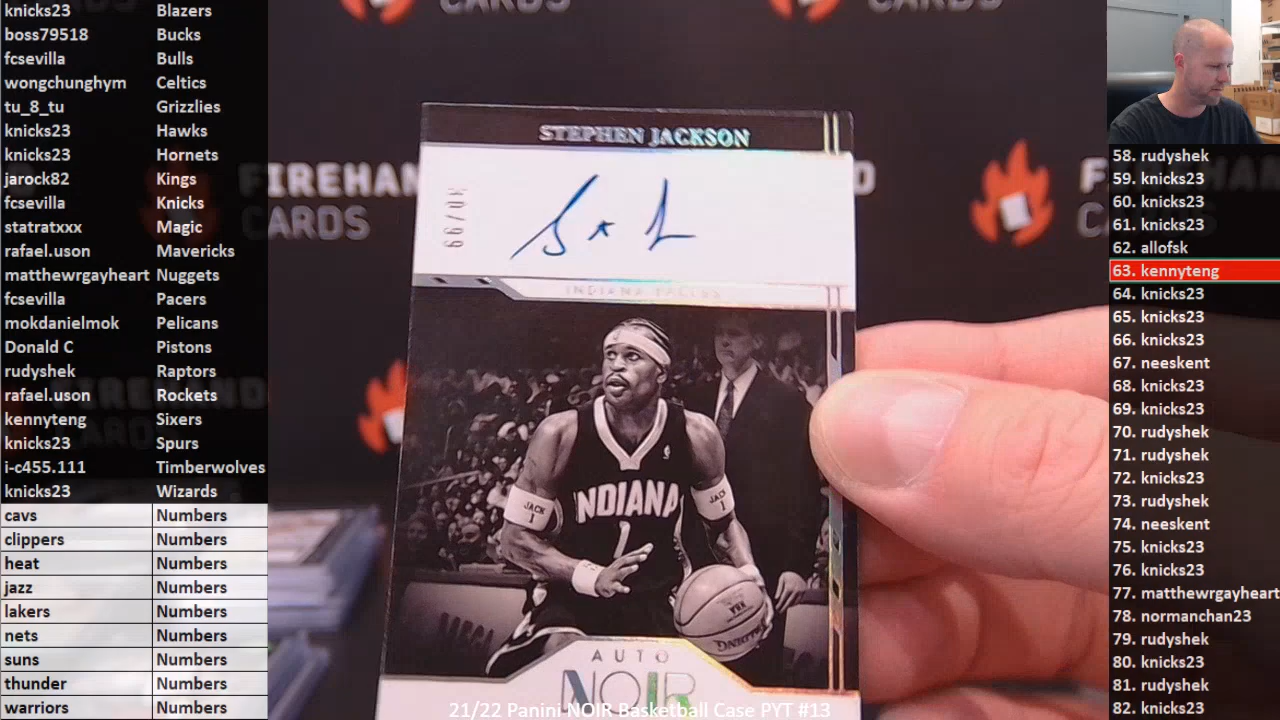 knicks23 Blazers
boss79518 Bucks
fcsevilla Bulls
wongchunghym Celtics
tu_8_tu Grizzlies
knicks23 Hawks
knicks23 Hornets
jarock82 Kings
fcsevilla Knicks
statratxxx Magic
rafael.uson Mavericks
matthewrgayheart Nuggets
fcsevilla Pacers
mokdanielmok Pelicans
Donald C Pistons
rudyshek Raptors
rafael.uson Rockets
kennyteng Sixers
knicks23 Spurs
i-c455.111 Timberwolves
knicks23 Wizards
cavs Numbers
clippers Numbers
heat Numbers
jazz Numbers
lakers Numbers
nets Numbers
suns Numbers
thunder Numbers
warriors Numbers
CARDS
CARDS
FIREHAN
CARDS
STEPHEN JACKSON
30/99
INDIANA PACERS
JACK
1
JACK
1
INDIANA
1
AUTO
NOIR
21/22 Panini NOIR Basketball Case PYT #13
58. rudyshek
59. knicks23
60. knicks23
61. knicks23
62. allofsk
63. kennyteng
64. knicks23
65. knicks23
66. knicks23
67. neeskent
68. knicks23
69. knicks23
70. rudyshek
71. rudyshek
72. knicks23
73. rudyshek
74. neeskent
75. knicks23
76. knicks23
77. matthewrgayheart
78. normanchan23
79. rudyshek
80. knicks23
81. rudyshek
82. knicks23